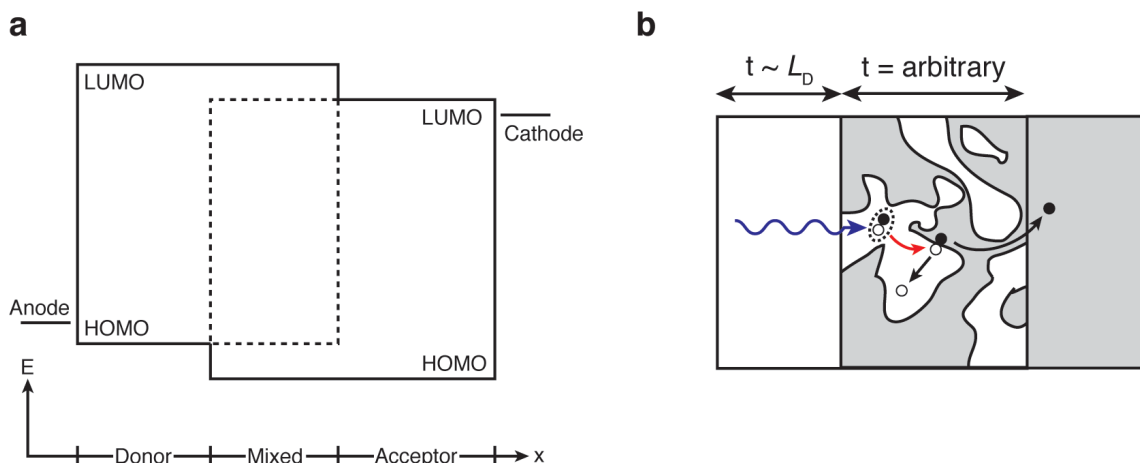 a
LUMO
LUMO
Cathode
Anode
HOMO
HOMO
E
Donor
Mixed
Acceptor
x
b
t ~ L_D
t = arbitrary